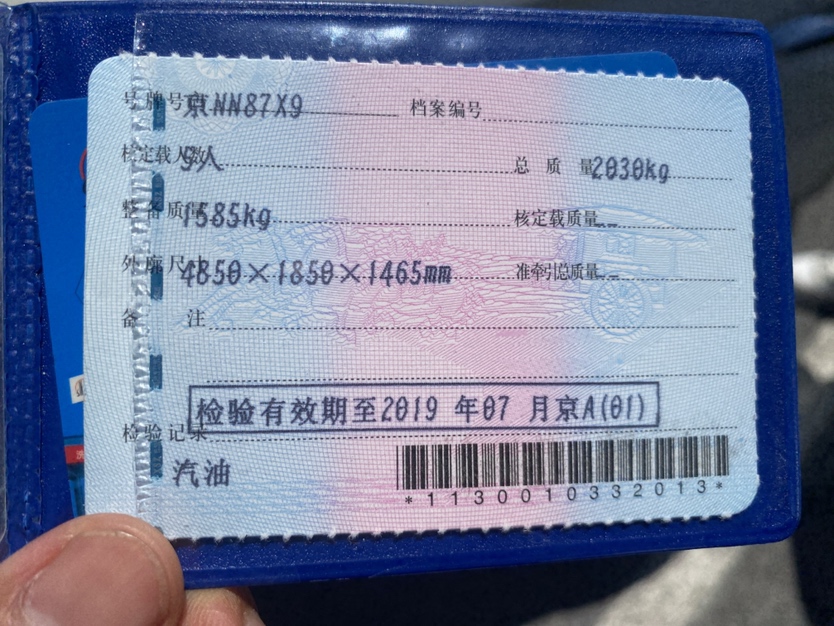 号牌号码 京NN87X9 档案编号
核定载人数 5人 总质量 2030kg
整备质量 1585kg 核定载质量 --
外廓尺寸 4850×1850×1465mm 准牵引总质量 --
备注
检验有效期至2019年07月京A(01)
检验记录
汽油
*1130010332013*